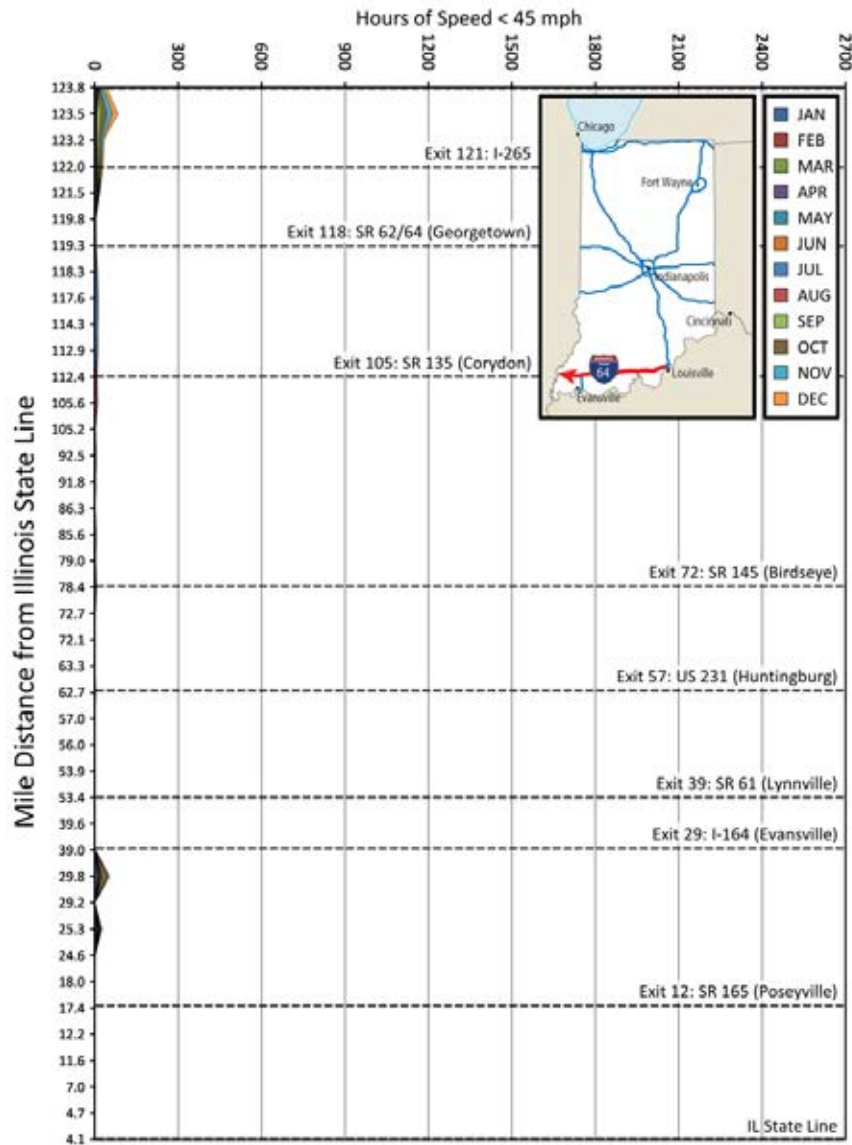 Hours of Speed < 45 mph
0
300
600
900
1200
1500
1800
2100
2400
2700
Mile Distance from Illinois State Line
123.8
123.5
123.2
122.0
121.5
119.8
119.3
118.3
117.6
114.3
112.9
112.4
105.6
105.2
92.5
91.8
86.3
85.6
79.0
78.4
72.7
72.1
63.3
62.7
57.0
56.0
53.9
53.4
39.6
39.0
29.8
29.2
25.3
24.6
18.0
17.4
12.2
11.6
7.0
4.7
4.1
Exit 121: I-265
Exit 118: SR 62/64 (Georgetown)
Exit 105: SR 135 (Corydon)
Exit 72: SR 145 (Birdseye)
Exit 57: US 231 (Huntingburg)
Exit 39: SR 61 (Lynnville)
Exit 29: I-164 (Evansville)
Exit 12: SR 165 (Poseyville)
IL State Line
Chicago
Fort Wayne
Indianapolis
Cincinnati
Louisville
64
Evansville
JAN
FEB
MAR
APR
MAY
JUN
JUL
AUG
SEP
OCT
NOV
DEC